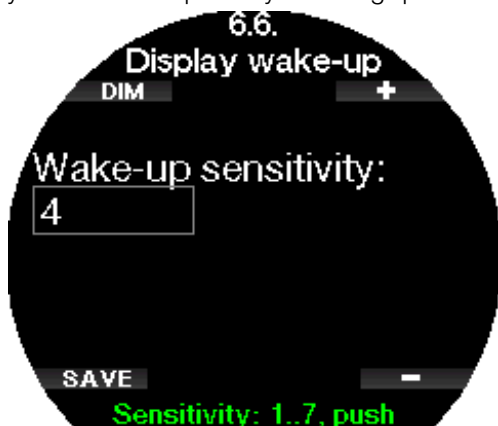 6.6.
Display wake-up
DIM +
Wake-up sensitivity:
4
SAVE -
Sensitivity: 1..7, push